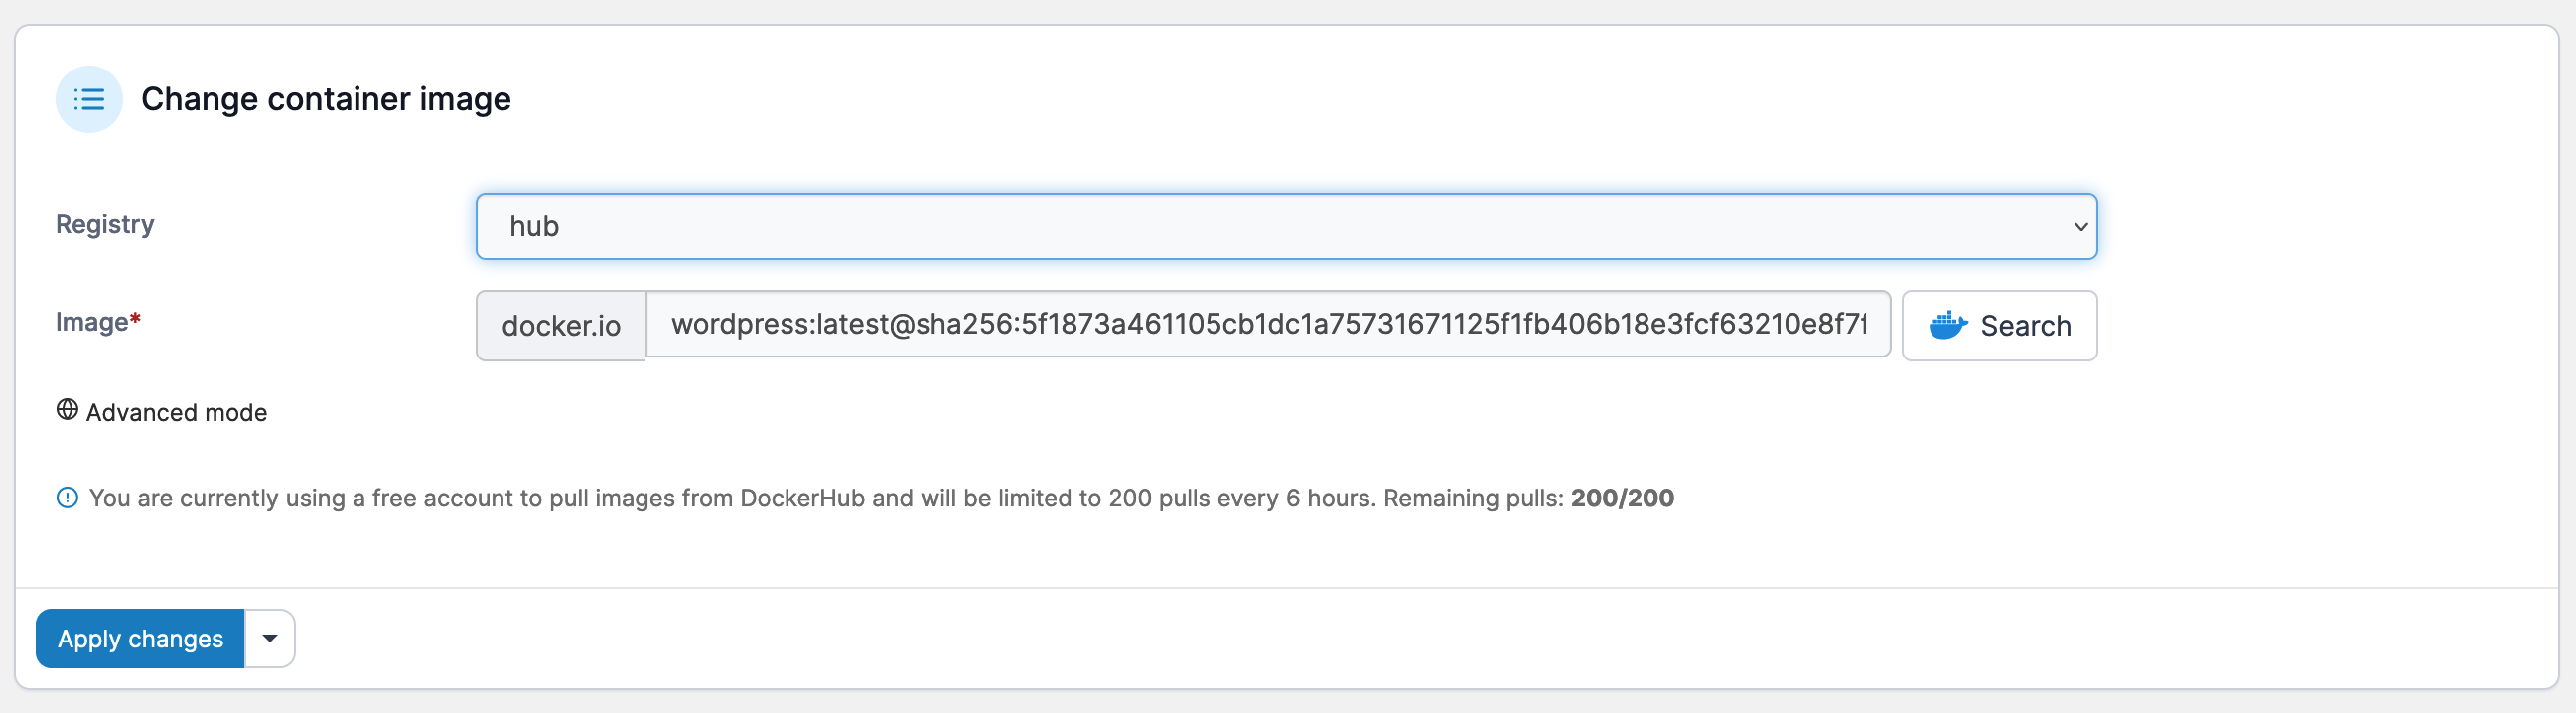 Change container image
Registry
hub
Image*
docker.io
wordpress:latest@sha256:5f1873a461105cb1dc1a75731671125f1fb406b18e3fcf63210e8f7f
Search
Advanced mode
You are currently using a free account to pull images from DockerHub and will be limited to 200 pulls every 6 hours. Remaining pulls: 200/200
Apply changes